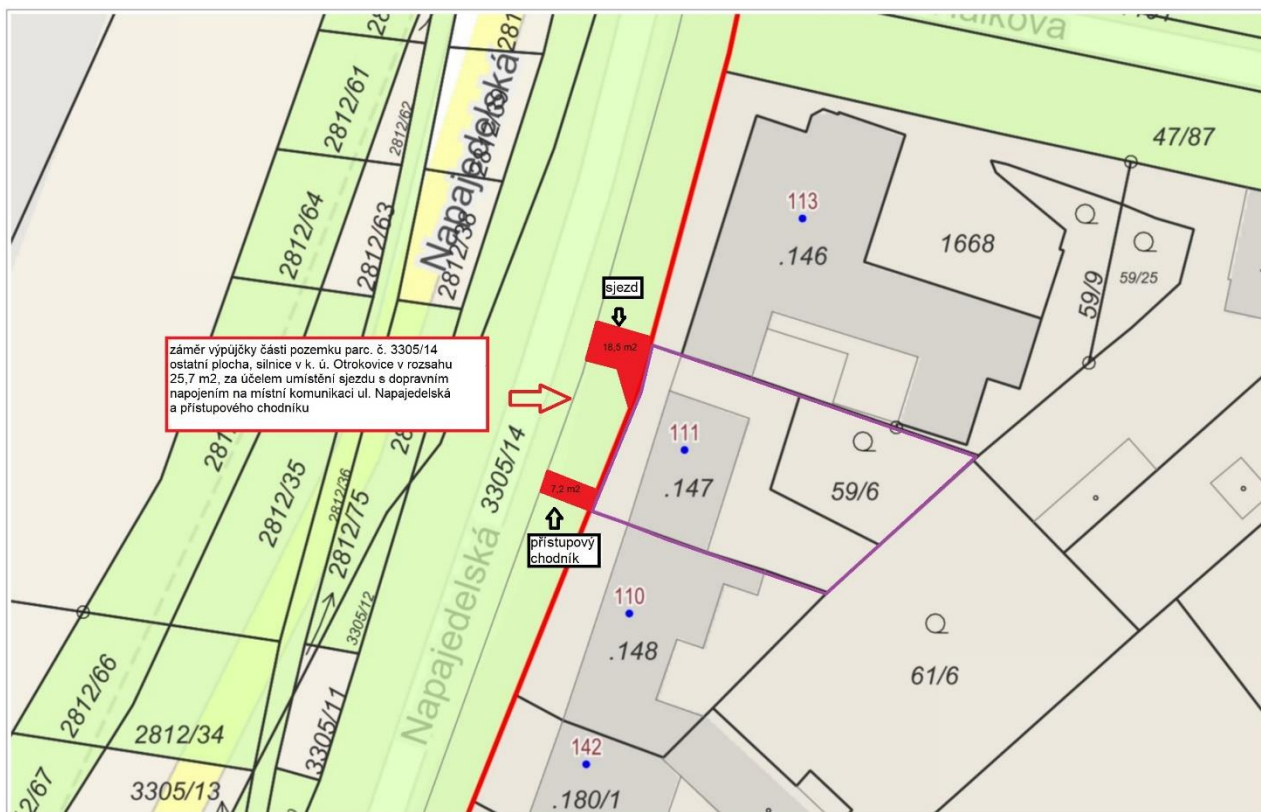 2812/61
2812/62
2812/39
Napajedelská
2812/64
2812/63
2812/38
47/87
113
.146
1668
59/9
59/25
sjezd
18,5 m2
záměr výpůjčky části pozemku parc. č. 3305/14
ostatní plocha, silnice v k. ú. Otrokovice v rozsahu
25,7 m2, za účelem umístění sjezdu s dopravním
napojením na místní komunikaci ul. Napajedelská
a přístupového chodníku
111
.147
59/6
3305/14
2812/35
2812/36
2812/75
7,2 m2
přístupový
chodník
Napajedelská
3305/12
110
.148
61/6
2812/66
2812/34
3305/11
142
3305/13
.180/1